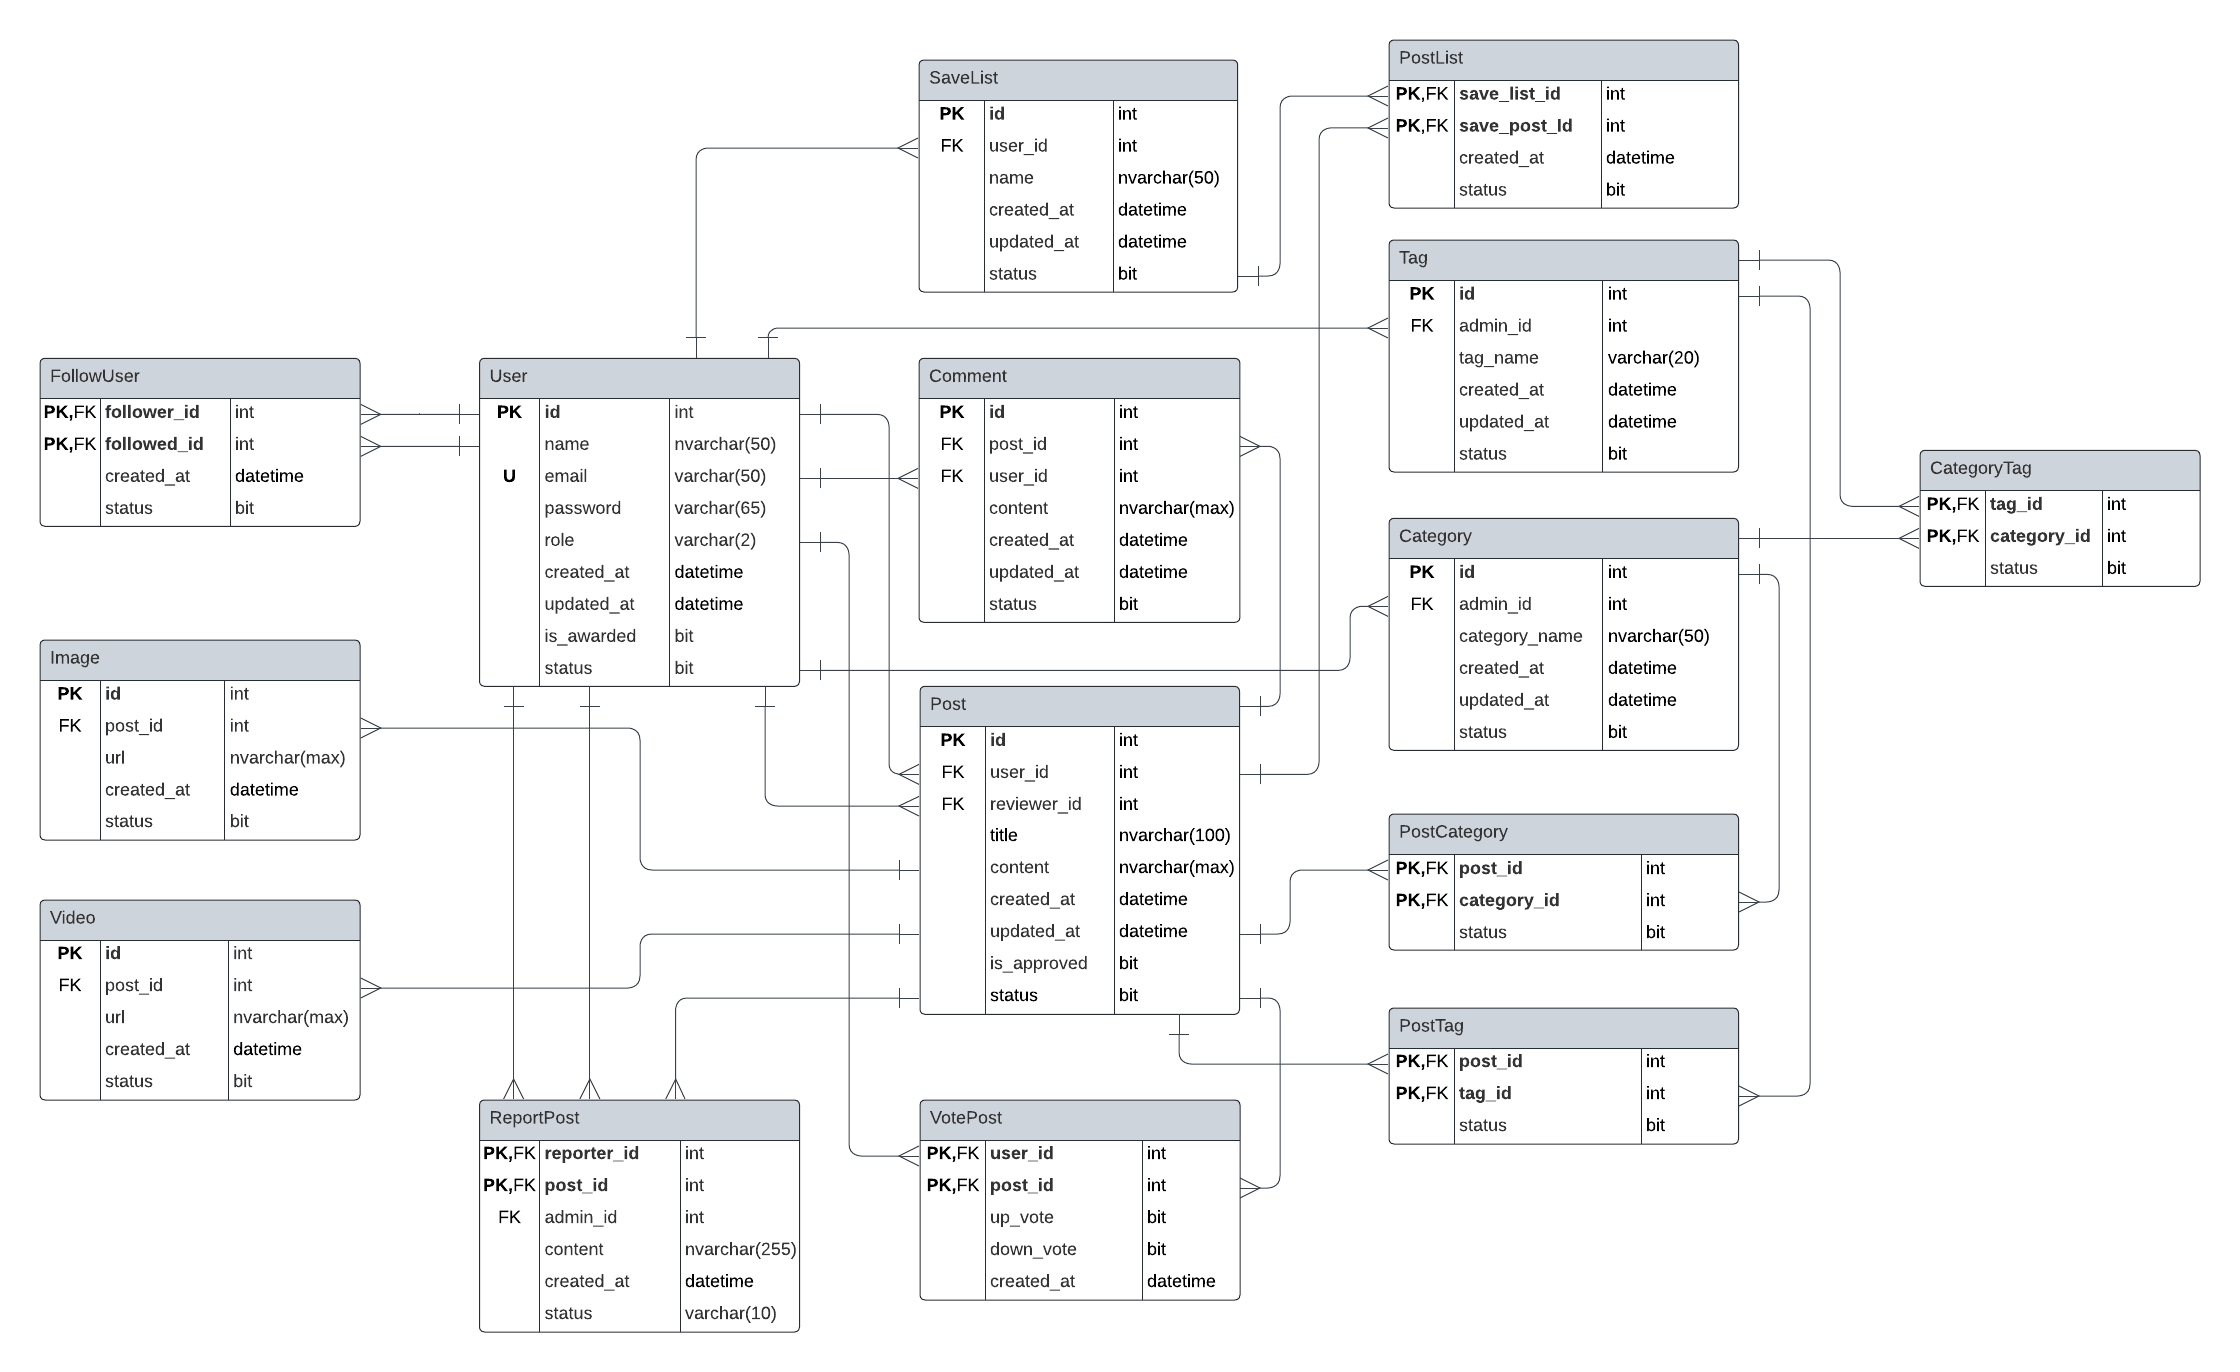 SaveList
PK id int
FK user_id int
name nvarchar(50)
created_at datetime
updated_at datetime
status bit
PostList
PK,FK save_list_id int
PK,FK save_post_Id int
created_at datetime
status bit
Tag
PK id int
FK admin_id int
tag_name varchar(20)
created_at datetime
updated_at datetime
status bit
FollowUser
PK,FK follower_id int
PK,FK followed_id int
created_at datetime
status bit
User
PK id int
name nvarchar(50)
U email varchar(50)
password varchar(65)
role varchar(2)
created_at datetime
updated_at datetime
is_awarded bit
status bit
Comment
PK id int
FK post_id int
FK user_id int
content nvarchar(max)
created_at datetime
updated_at datetime
status bit
CategoryTag
PK,FK tag_id int
PK,FK category_id int
status bit
Category
PK id int
FK admin_id int
category_name nvarchar(50)
created_at datetime
updated_at datetime
status bit
Image
PK id int
FK post_id int
url nvarchar(max)
created_at datetime
status bit
Post
PK id int
FK user_id int
FK reviewer_id int
title nvarchar(100)
content nvarchar(max)
created_at datetime
updated_at datetime
is_approved bit
status bit
PostCategory
PK,FK post_id int
PK,FK category_id int
status bit
Video
PK id int
FK post_id int
url nvarchar(max)
created_at datetime
status bit
PostTag
PK,FK post_id int
PK,FK tag_id int
status bit
ReportPost
PK,FK reporter_id int
PK,FK post_id int
FK admin_id int
content nvarchar(255)
created_at datetime
status varchar(10)
VotePost
PK,FK user_id int
PK,FK post_id int
up_vote bit
down_vote bit
created_at datetime